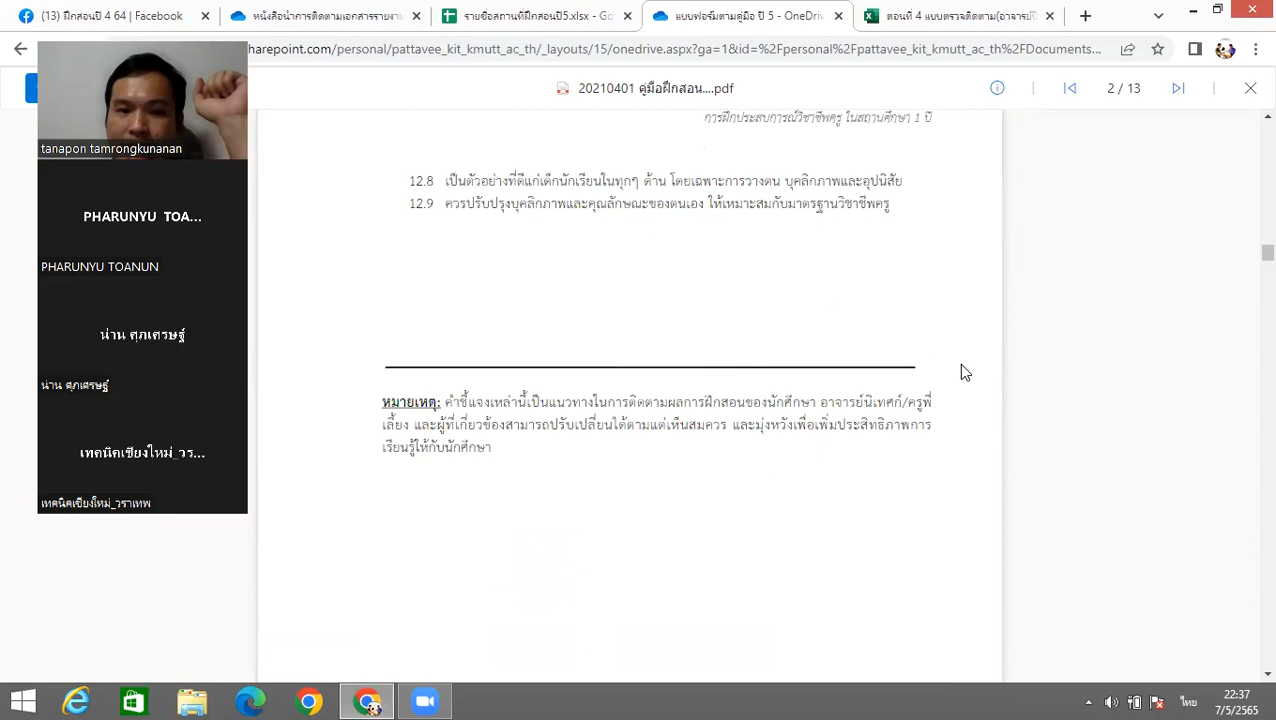 (13) ฝึกสอนปี 4 64 | Facebook
หนังสือนำการติดตามเอกสารรายงา
รายชื่อสถานที่ฝึกสอนปี5.xlsx - Go
แบบฟอร์มตามคู่มือ ปี 5 - OneDriv
ตอนที่ 4 แบบตรวจติดตาม(อาจารย์
harepoint.com/personal/pattavee_kit_kmutt_ac_th/_layouts/15/onedrive.aspx?ga=1&id=%2Fpersonal%2Fpattavee_kit_kmutt_ac_th%2FDocuments...
20210401 คู่มือฝึกสอน....pdf
2 / 13
การฝึกประสบการณ์วิชาชีพครู ในสถานศึกษา 1 ปี
tanapon tamrongkunanan
12.8 เป็นตัวอย่างที่ดีแก่เด็กนักเรียนในทุกๆ ด้าน โดยเฉพาะการวางตน บุคลิกภาพและอุปนิสัย
12.9 ควรปรับปรุงบุคลิกภาพและคุณลักษณะของตนเอง ให้เหมาะสมกับมาตรฐานวิชาชีพครู
PHARUNYU TOA...
PHARUNYU TOANUN
น่าน ศุภเศรษฐ์
น่าน ศุภเศรษฐ์
หมายเหตุ: คำชี้แจงเหล่านี้เป็นแนวทางในการติดตามผลการฝึกสอนของนักศึกษา อาจารย์นิเทศก์/ครูพี่
เลี้ยง และผู้ที่เกี่ยวข้องสามารถปรับเปลี่ยนได้ตามแต่เห็นสมควร และมุ่งหวังเพื่อเพิ่มประสิทธิภาพการ
เรียนรู้ให้กับนักศึกษา
เทคนิคเชียงใหม่_วร...
เทคนิคเชียงใหม่_วราเทพ
ไทย
22:37
7/5/2565